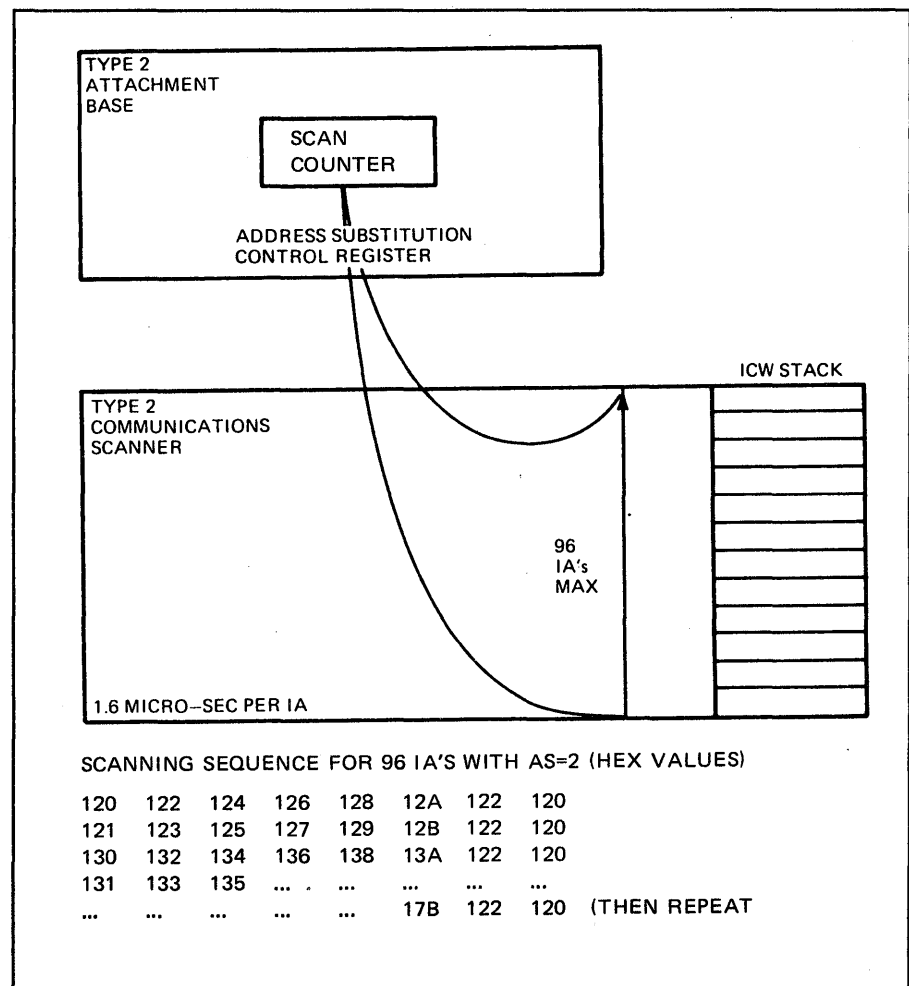 TYPE 2
ATTACHMENT
BASE
SCAN
COUNTER
ADDRESS SUBSTITUTION
CONTROL REGISTER
ICW STACK
TYPE 2
COMMUNICATIONS
SCANNER
96
IA's
MAX
1.6 MICRO–SEC PER IA
SCANNING SEQUENCE FOR 96 IA'S WITH AS=2 (HEX VALUES)
120 122 124 126 128 12A 122 120
121 123 125 127 129 12B 122 120
130 132 134 136 138 13A 122 120
131 133 135 ... ... ... ... ...
... ... ... ... ... 17B 122 120 (THEN REPEAT